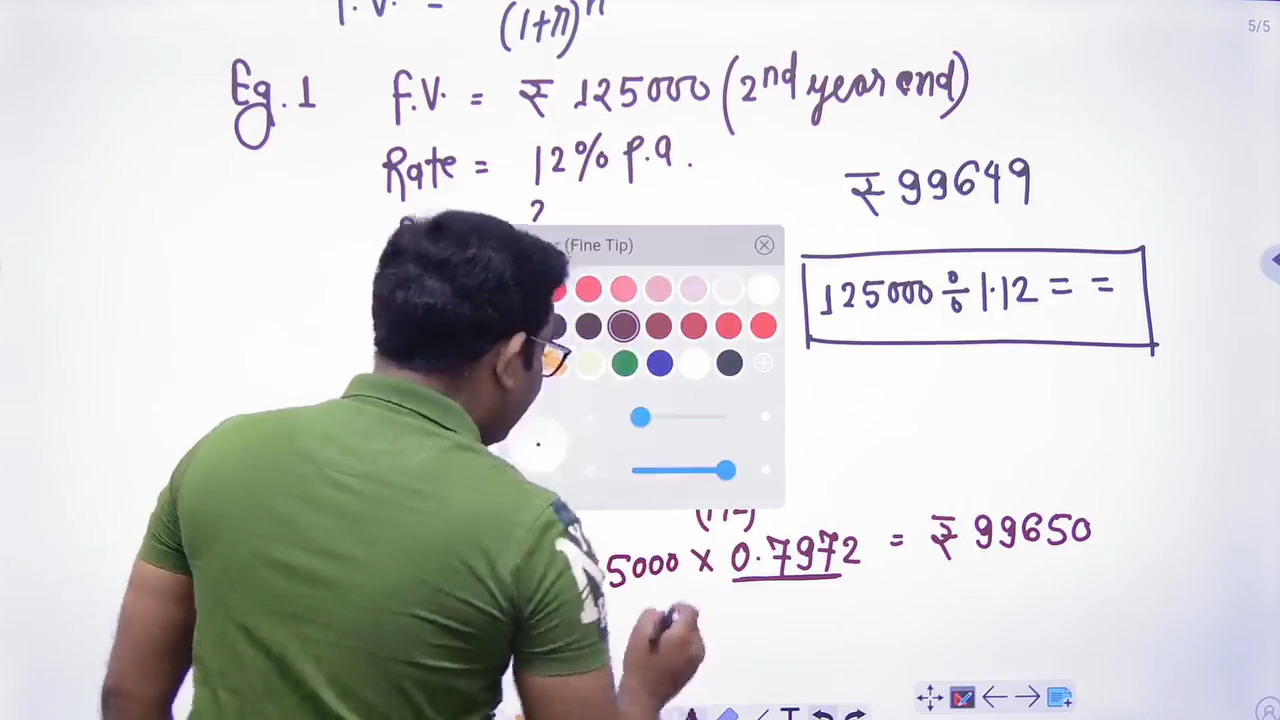 5/5
(1+r)^n
Eg. 1 F.V. = ₹ 125000 (2nd year end)
Rate = 12% p.a.
₹ 99649
?
(Fine Tip)
125000 ÷ 1.12 = =
5000 × 0.7972 = ₹ 99650
T